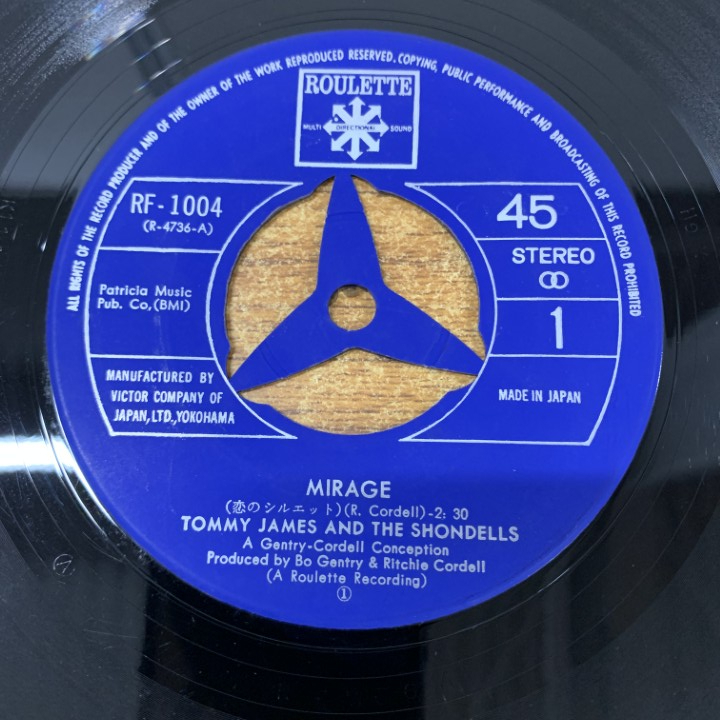 ALL RIGHTS OF THE RECORD PRODUCER AND OF THE OWNER OF THE WORK REPRODUCED RESERVED. COPYING, PUBLIC PERFORMANCE AND BROADCASTING OF THIS RECORD PROHIBITED
ROULETTE
MULTI DIRECTIONAL SOUND
RF-1004
(R-4736-A)
Patricia Music
Pub. Co,(BMI)
MANUFACTURED BY
VICTOR COMPANY OF
JAPAN,LTD.,YOKOHAMA
45
STEREO
1
MADE IN JAPAN
MIRAGE
(恋のシルエット)(R. Cordell)-2: 30
TOMMY JAMES AND THE SHONDELLS
A Gentry-Cordell Conception
Produced by Bo Gentry & Ritchie Cordell
(A Roulette Recording)
①